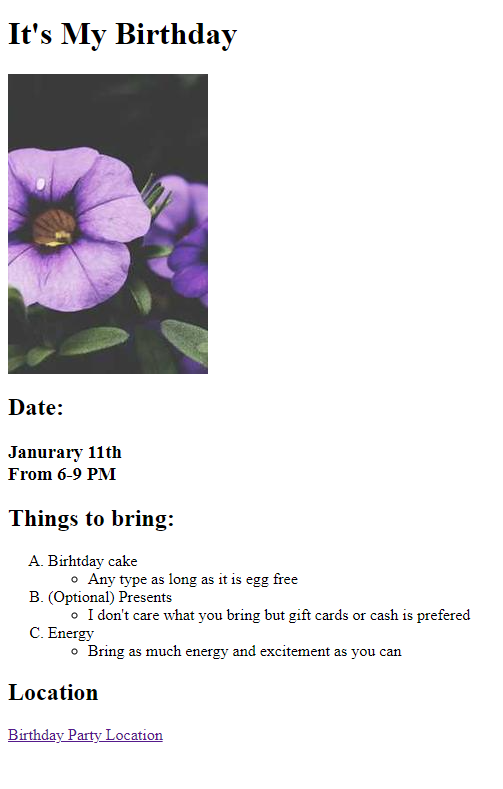 It's My Birthday
Date:
Janurary 11th
From 6-9 PM
Things to bring:
A. Birhtday cake
◦ Any type as long as it is egg free
B. (Optional) Presents
◦ I don't care what you bring but gift cards or cash is prefered
C. Energy
◦ Bring as much energy and excitement as you can
Location
Birthday Party Location